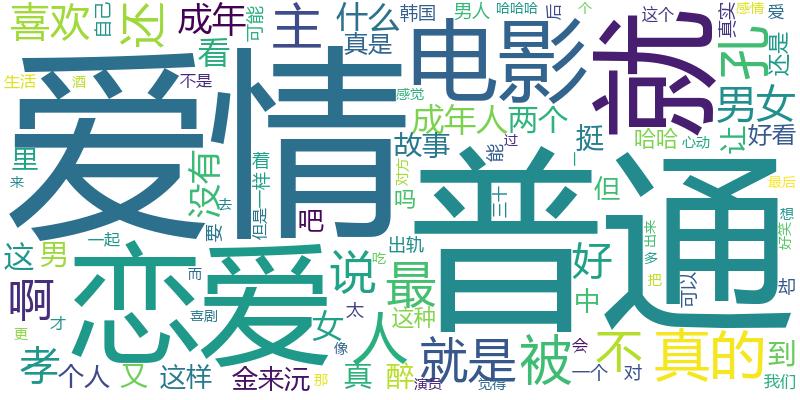 喜欢 自己 还 成年 可能 主 什么 韩国 男人 哈哈哈 后 个 这个 真实 感情 爱
看 真是 电影 就 孔 还是
生活 酒 不是 感觉 男女
爱情 成年人 两个 哈哈 心动 让 好看
里 没有 着 故事 能 过 挺
来 去 要 但是 一样 对方 吗 普通 三十 一 但 最后
吧 想
这 男 一起 恋爱 说 出轨 最 好 多 出来 好笑
啊 而 吃 中 把 可以 却
喜剧 女 太 这种
更 才 像 人 就是 被 不 真的 到
孝 个人 又 这样 金来沅 那 真 醉 演员 觉得 会 一个 对 我们